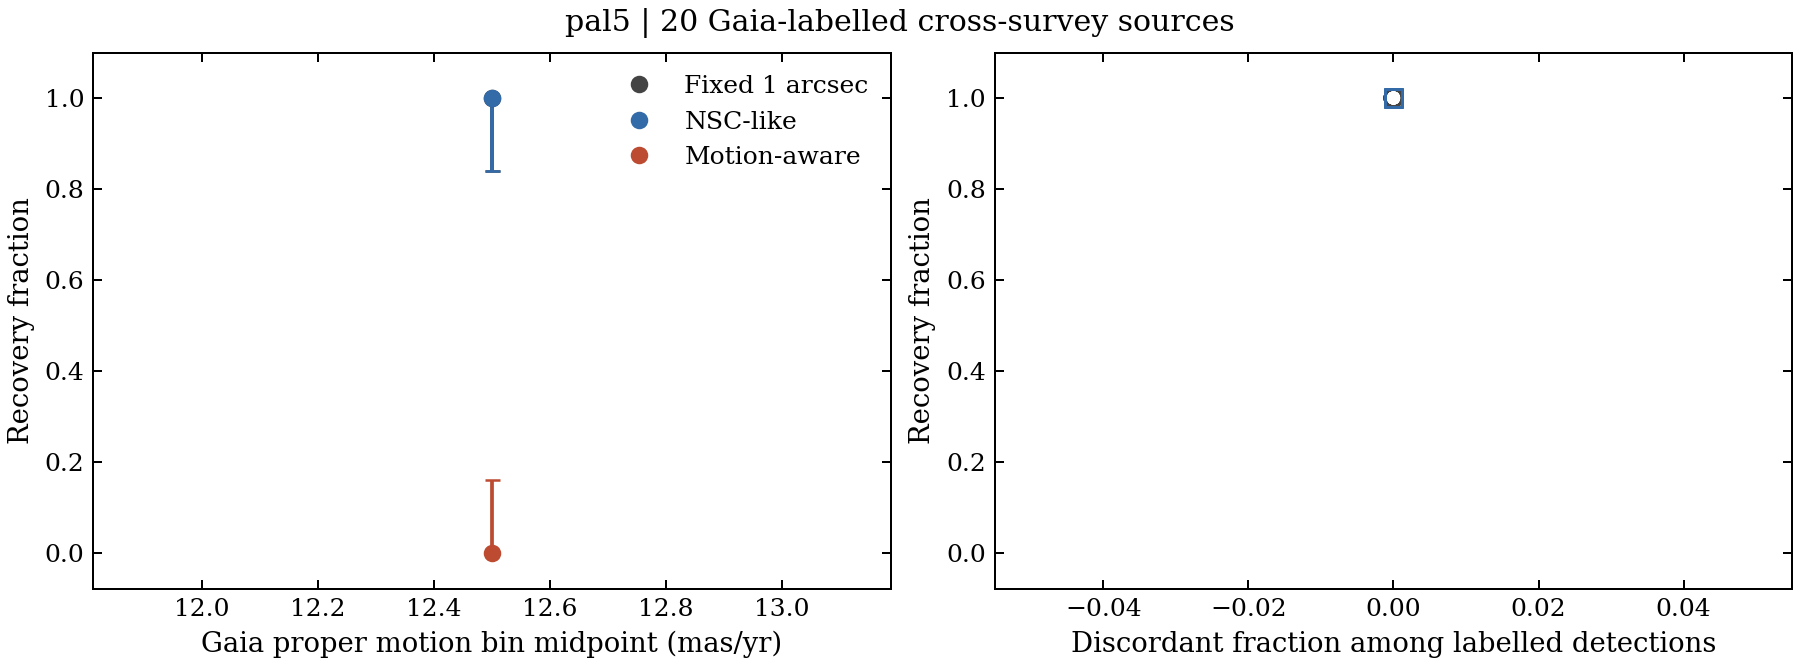 pal5 | 20 Gaia-labelled cross-survey sources
Recovery fraction
1.0
0.8
0.6
0.4
0.2
0.0
Fixed 1 arcsec
NSC-like
Motion-aware
12.0 12.2 12.4 12.6 12.8 13.0
Gaia proper motion bin midpoint (mas/yr)
Recovery fraction
1.0
0.8
0.6
0.4
0.2
0.0
−0.04 −0.02 0.00 0.02 0.04
Discordant fraction among labelled detections